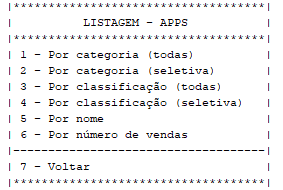 |************************************|
|          LISTAGEM - APPS           |
|************************************|
| 1 - Por categoria (todas)          |
| 2 - Por categoria (seletiva)       |
| 3 - Por classificação (todas)      |
| 4 - Por classificação (seletiva)   |
| 5 - Por nome                       |
| 6 - Por número de vendas           |
|------------------------------------|
| 7 - Voltar                         |
|************************************|